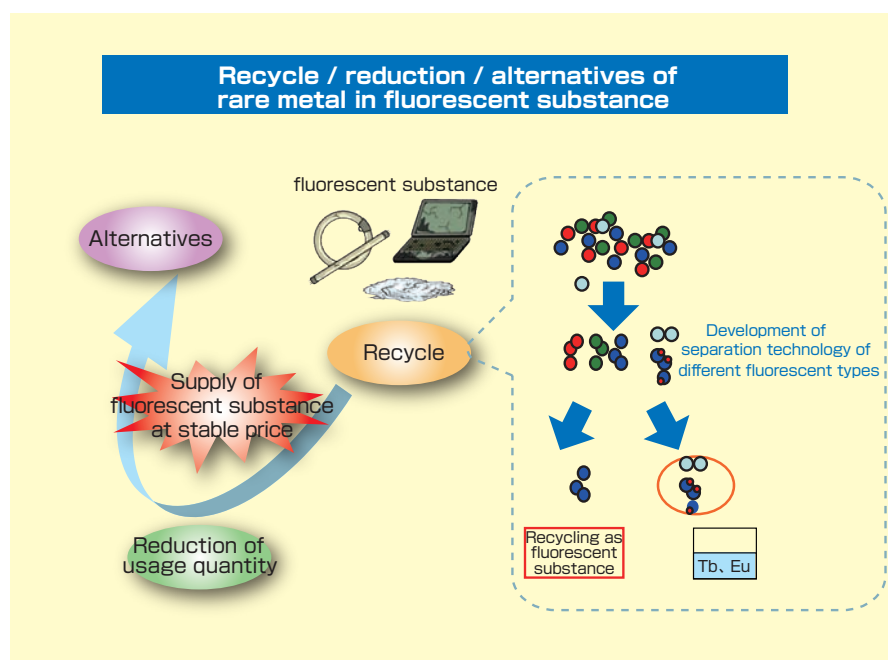 Recycle / reduction / alternatives of
rare metal in fluorescent substance
fluorescent substance
Alternatives
Recycle
Supply of
fluorescent substance
at stable price
Reduction of
usage quantity
Development of
separation technology of
different fluorescent types
Recycling as
fluorescent
substance
Tb、Eu